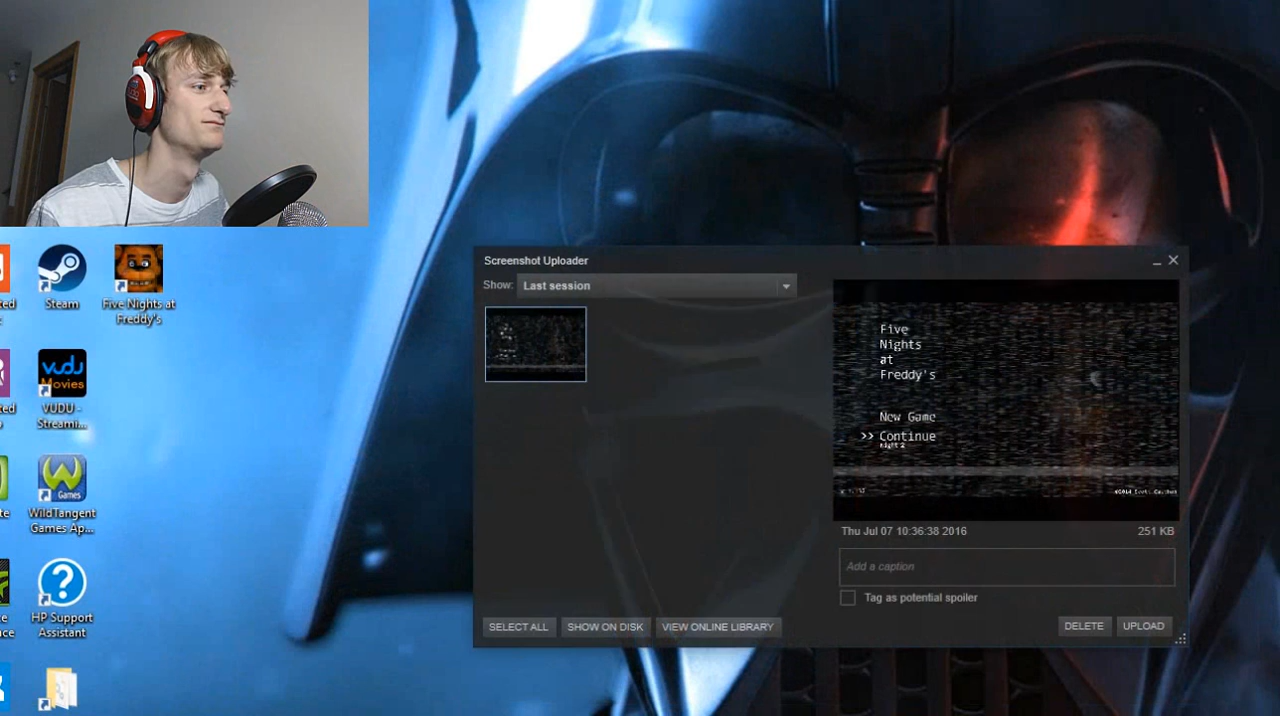 Steam
Five Nights at
Freddy's
vudu
Movies
VUDU -
Streami...
Games
WildTangent
Games Ap...
HP Support
Assistant
Screenshot Uploader
Show:
Last session
Five
Nights
at
Freddy's
New Game
>> Continue
Night 2
Thu Jul 07 10:36:38 2016
251 KB
Add a caption
Tag as potential spoiler
SELECT ALL
SHOW ON DISK
VIEW ONLINE LIBRARY
DELETE
UPLOAD